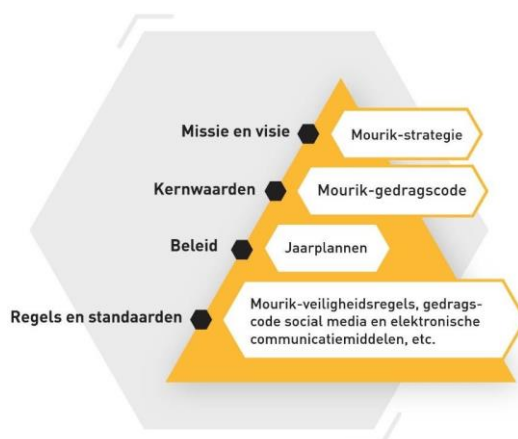 Missie en visie
Mourik-strategie
Kernwaarden
Mourik-gedragscode
Beleid
Jaarplannen
Regels en standaarden
Mourik-veiligheidsregels, gedrags-
code social media en elektronische
communicatiemiddelen, etc.